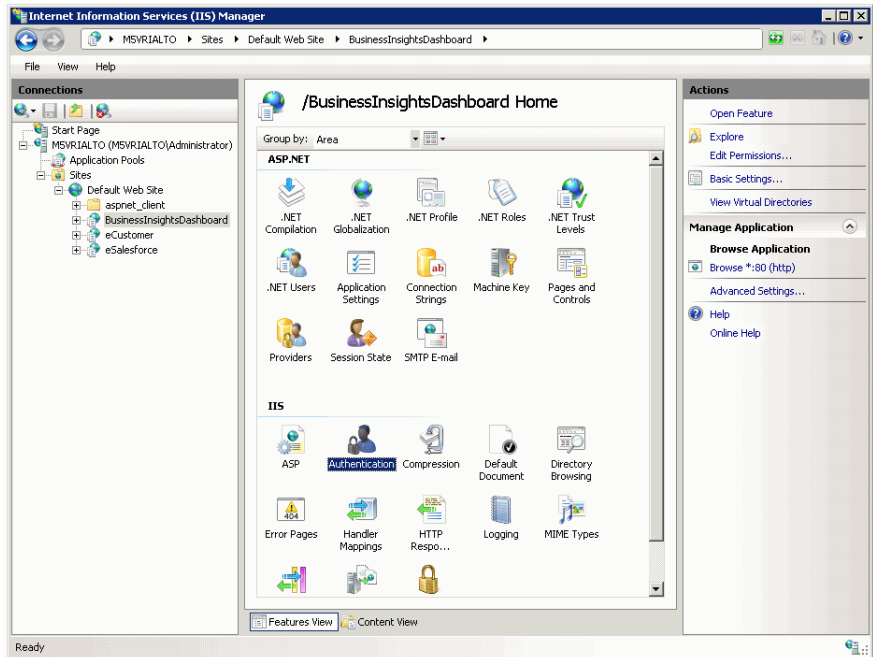 Internet Information Services (IIS) Manager
M5VRIALTO Sites Default Web Site BusinessInsightsDashboard
File View Help
Connections
Start Page
M5VRIALTO (M5VRIALTO\Administrator)
Application Pools
Sites
Default Web Site
aspnet_client
BusinessInsightsDashboard
eCustomer
eSalesforce
/BusinessInsightsDashboard Home
Group by: Area
ASP.NET
.NET Compilation
.NET Globalization
.NET Profile
.NET Roles
.NET Trust Levels
.NET Users
Application Settings
Connection Strings
ab
Machine Key
Pages and Controls
Providers
Session State
SMTP E-mail
IIS
ASP
Authentication
Compression
Default Document
Directory Browsing
404
Error Pages
Handler Mappings
HTTP Respo...
Logging
MIME Types
Features View
Content View
Actions
Open Feature
Explore
Edit Permissions...
Basic Settings...
View Virtual Directories
Manage Application
Browse Application
Browse *:80 (http)
Advanced Settings...
Help
Online Help
Ready